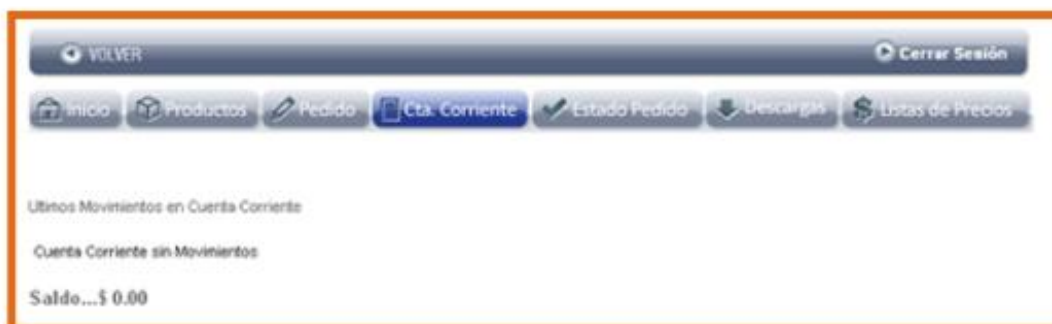 VOLVER Cerrar Sesión
Inicio Productos Pedido Cta. Corriente Estado Pedido Descargas Listas de Precios
Ultimos Movimientos en Cuenta Corriente
Cuenta Corriente sin Movimientos
Saldo...$ 0.00